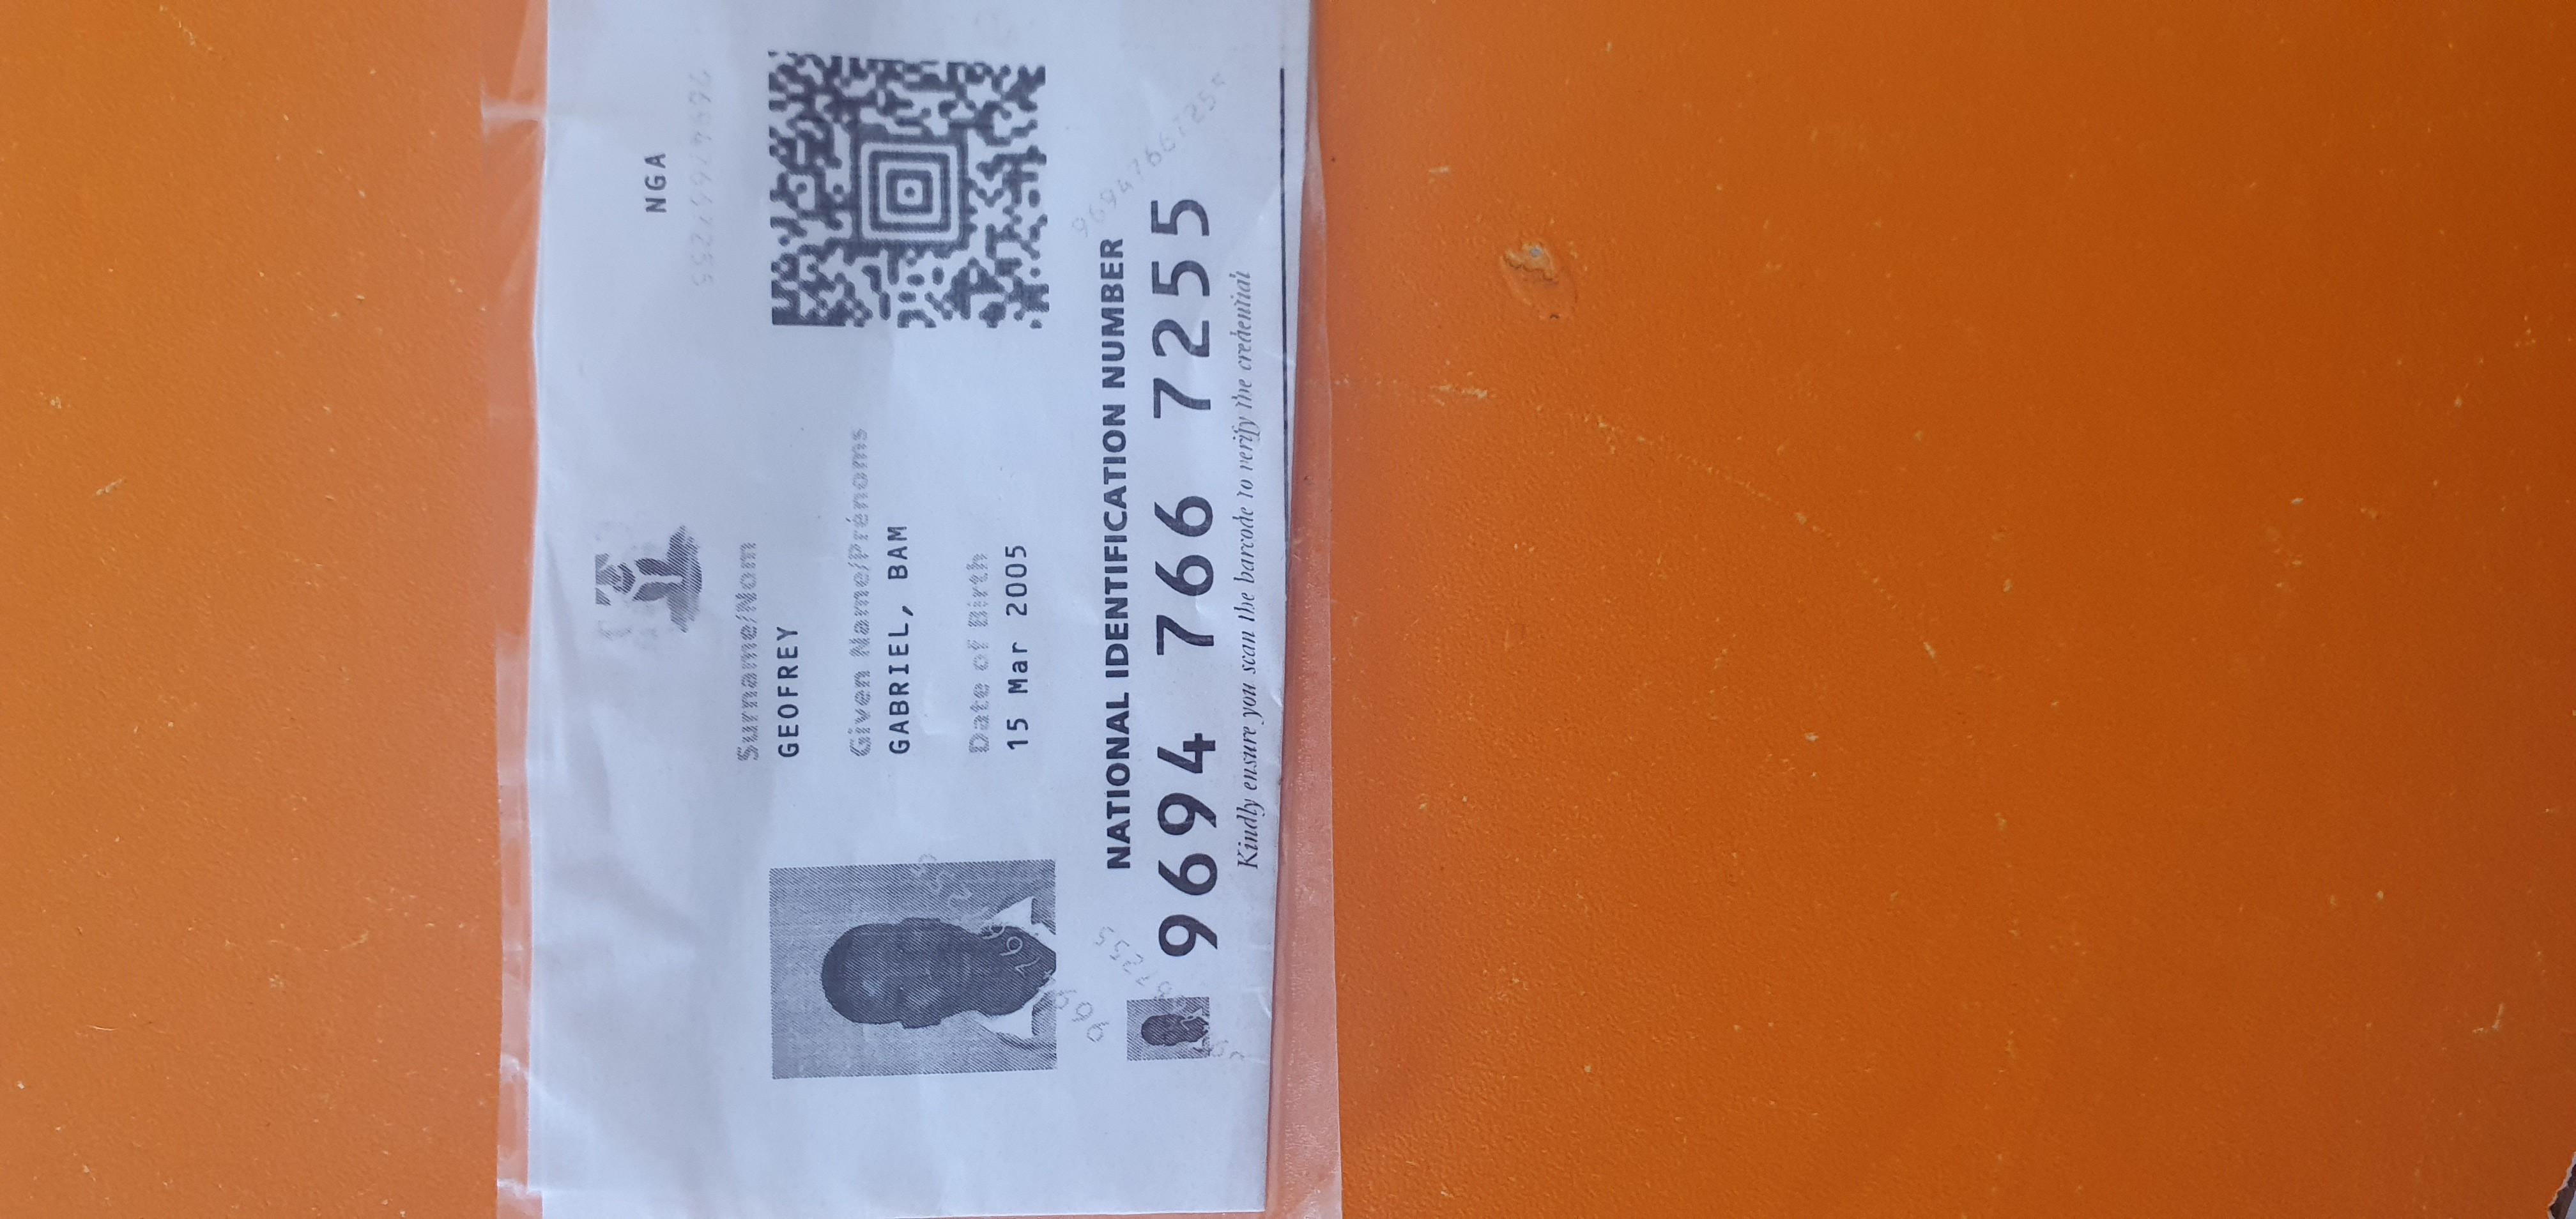 NGA
Surname/Nom
GEOFREY
Given Name/Prénoms
GABRIEL, BAM
Date of Birth
15 Mar 2005
NATIONAL IDENTIFICATION NUMBER
9694 766 7255
Kindly ensure you scan the barcode to verify the credential
96947667255
96947667255